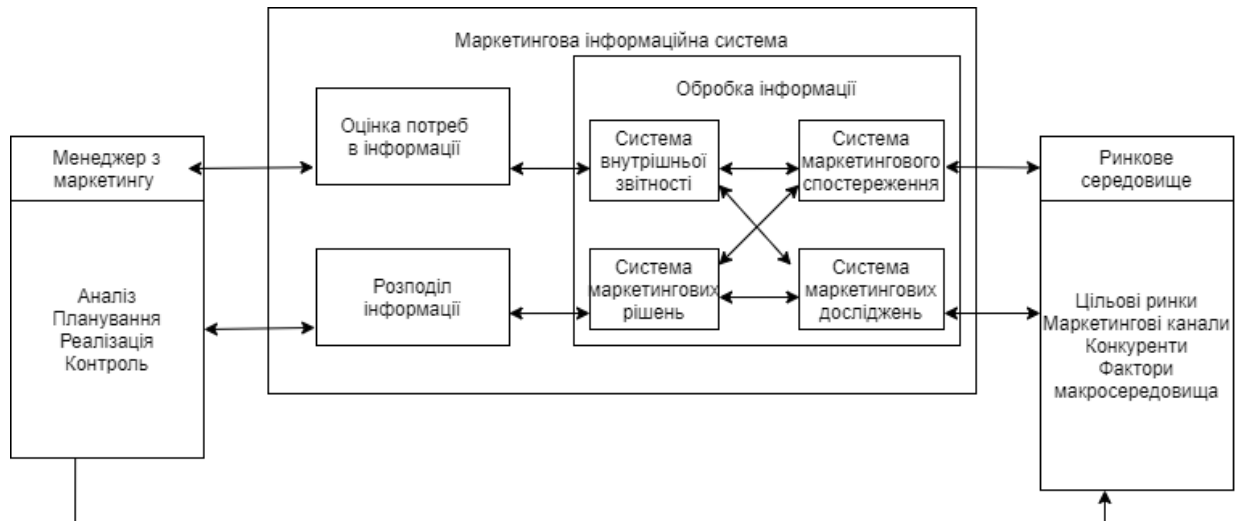 Маркетингова інформаційна система
Обробка інформації
Менеджер з
маркетингу
Аналіз
Планування
Реалізація
Контроль
Оцінка потреб
в інформації
Розподіл
інформації
Система
внутрішньої
звітності
Система
маркетингового
спостереження
Система
маркетингових
рішень
Система
маркетингових
досліджень
Ринкове
середовище
Цільові ринки
Маркетингові канали
Конкуренти
Фактори
макросередовища